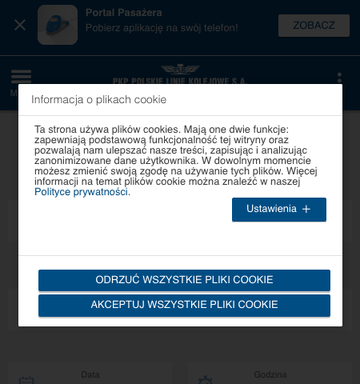 Portal Pasażera
Pobierz aplikację na swój telefon!
ZOBACZ
PKP POLSKIE LINIE KOLEJOWE S.A.
Informacja o plikach cookie
Ta strona używa plików cookies. Mają one dwie funkcje:
zapewniają podstawową funkcjonalność tej witryny oraz
pozwalają nam ulepszać nasze treści, zapisując i analizując
zanonimizowane dane użytkownika. W dowolnym momencie
możesz zmienić swoją zgodę na używanie tych plików. Więcej
informacji na temat plików cookie można znaleźć w naszej
Polityce prywatności.
Ustawienia +
ODRZUĆ WSZYSTKIE PLIKI COOKIE
AKCEPTUJ WSZYSTKIE PLIKI COOKIE
Data
Godzina